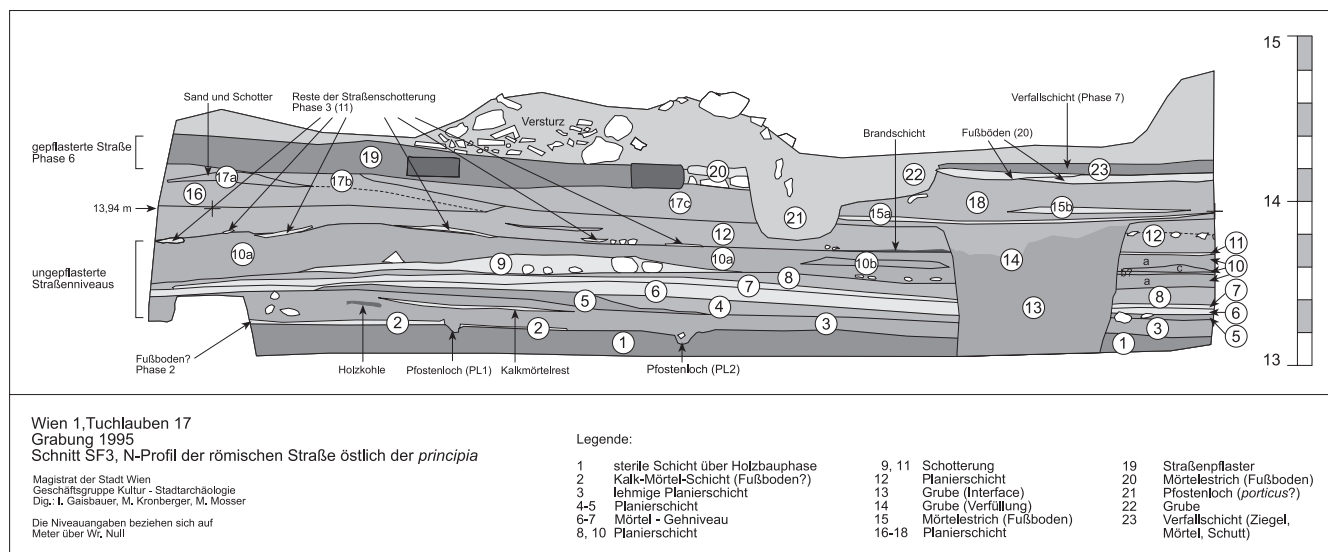 15
Sand und Schotter
Reste der Straßenschotterung
Phase 3 (11)
Versturz
Verfallschicht (Phase 7)
Brandschicht
Fußböden (20)
gepflasterte Straße
Phase 6
19
20
22
23
17a
17b
16
17c
18
15b
15a
21
13,94 m
14
12
12
11
10a
10a
10b
14
10
a
b?
c
a
9
8
8
7
7
6
6
5
4
13
ungepflasterte
Straßenniveaus
2
2
3
3
5
1
1
13
Fußboden?
Phase 2
Holzkohle
Pfostenloch (PL1)
Kalkmörtelrest
Pfostenloch (PL2)
Wien 1,Tuchlauben 17
Grabung 1995
Schnitt SF3, N-Profil der römischen Straße östlich der principia
Magistrat der Stadt Wien
Geschäftsgruppe Kultur - Stadtarchäologie
Dig.: I. Gaisbauer, M. Kronberger, M. Mosser
Die Niveauangaben beziehen sich auf
Meter über Wr. Null
Legende:
1 sterile Schicht über Holzbauphase
2 Kalk-Mörtel-Schicht (Fußboden?)
3 lehmige Planierschicht
4-5 Planierschicht
6-7 Mörtel - Gehniveau
8, 10 Planierschicht
9, 11 Schotterung
12 Planierschicht
13 Grube (Interface)
14 Grube (Verfüllung)
15 Mörtelestrich (Fußboden)
16-18 Planierschicht
19 Straßenpflaster
20 Mörtelestrich (Fußboden)
21 Pfostenloch (porticus?)
22 Grube
23 Verfallschicht (Ziegel,
Mörtel, Schutt)